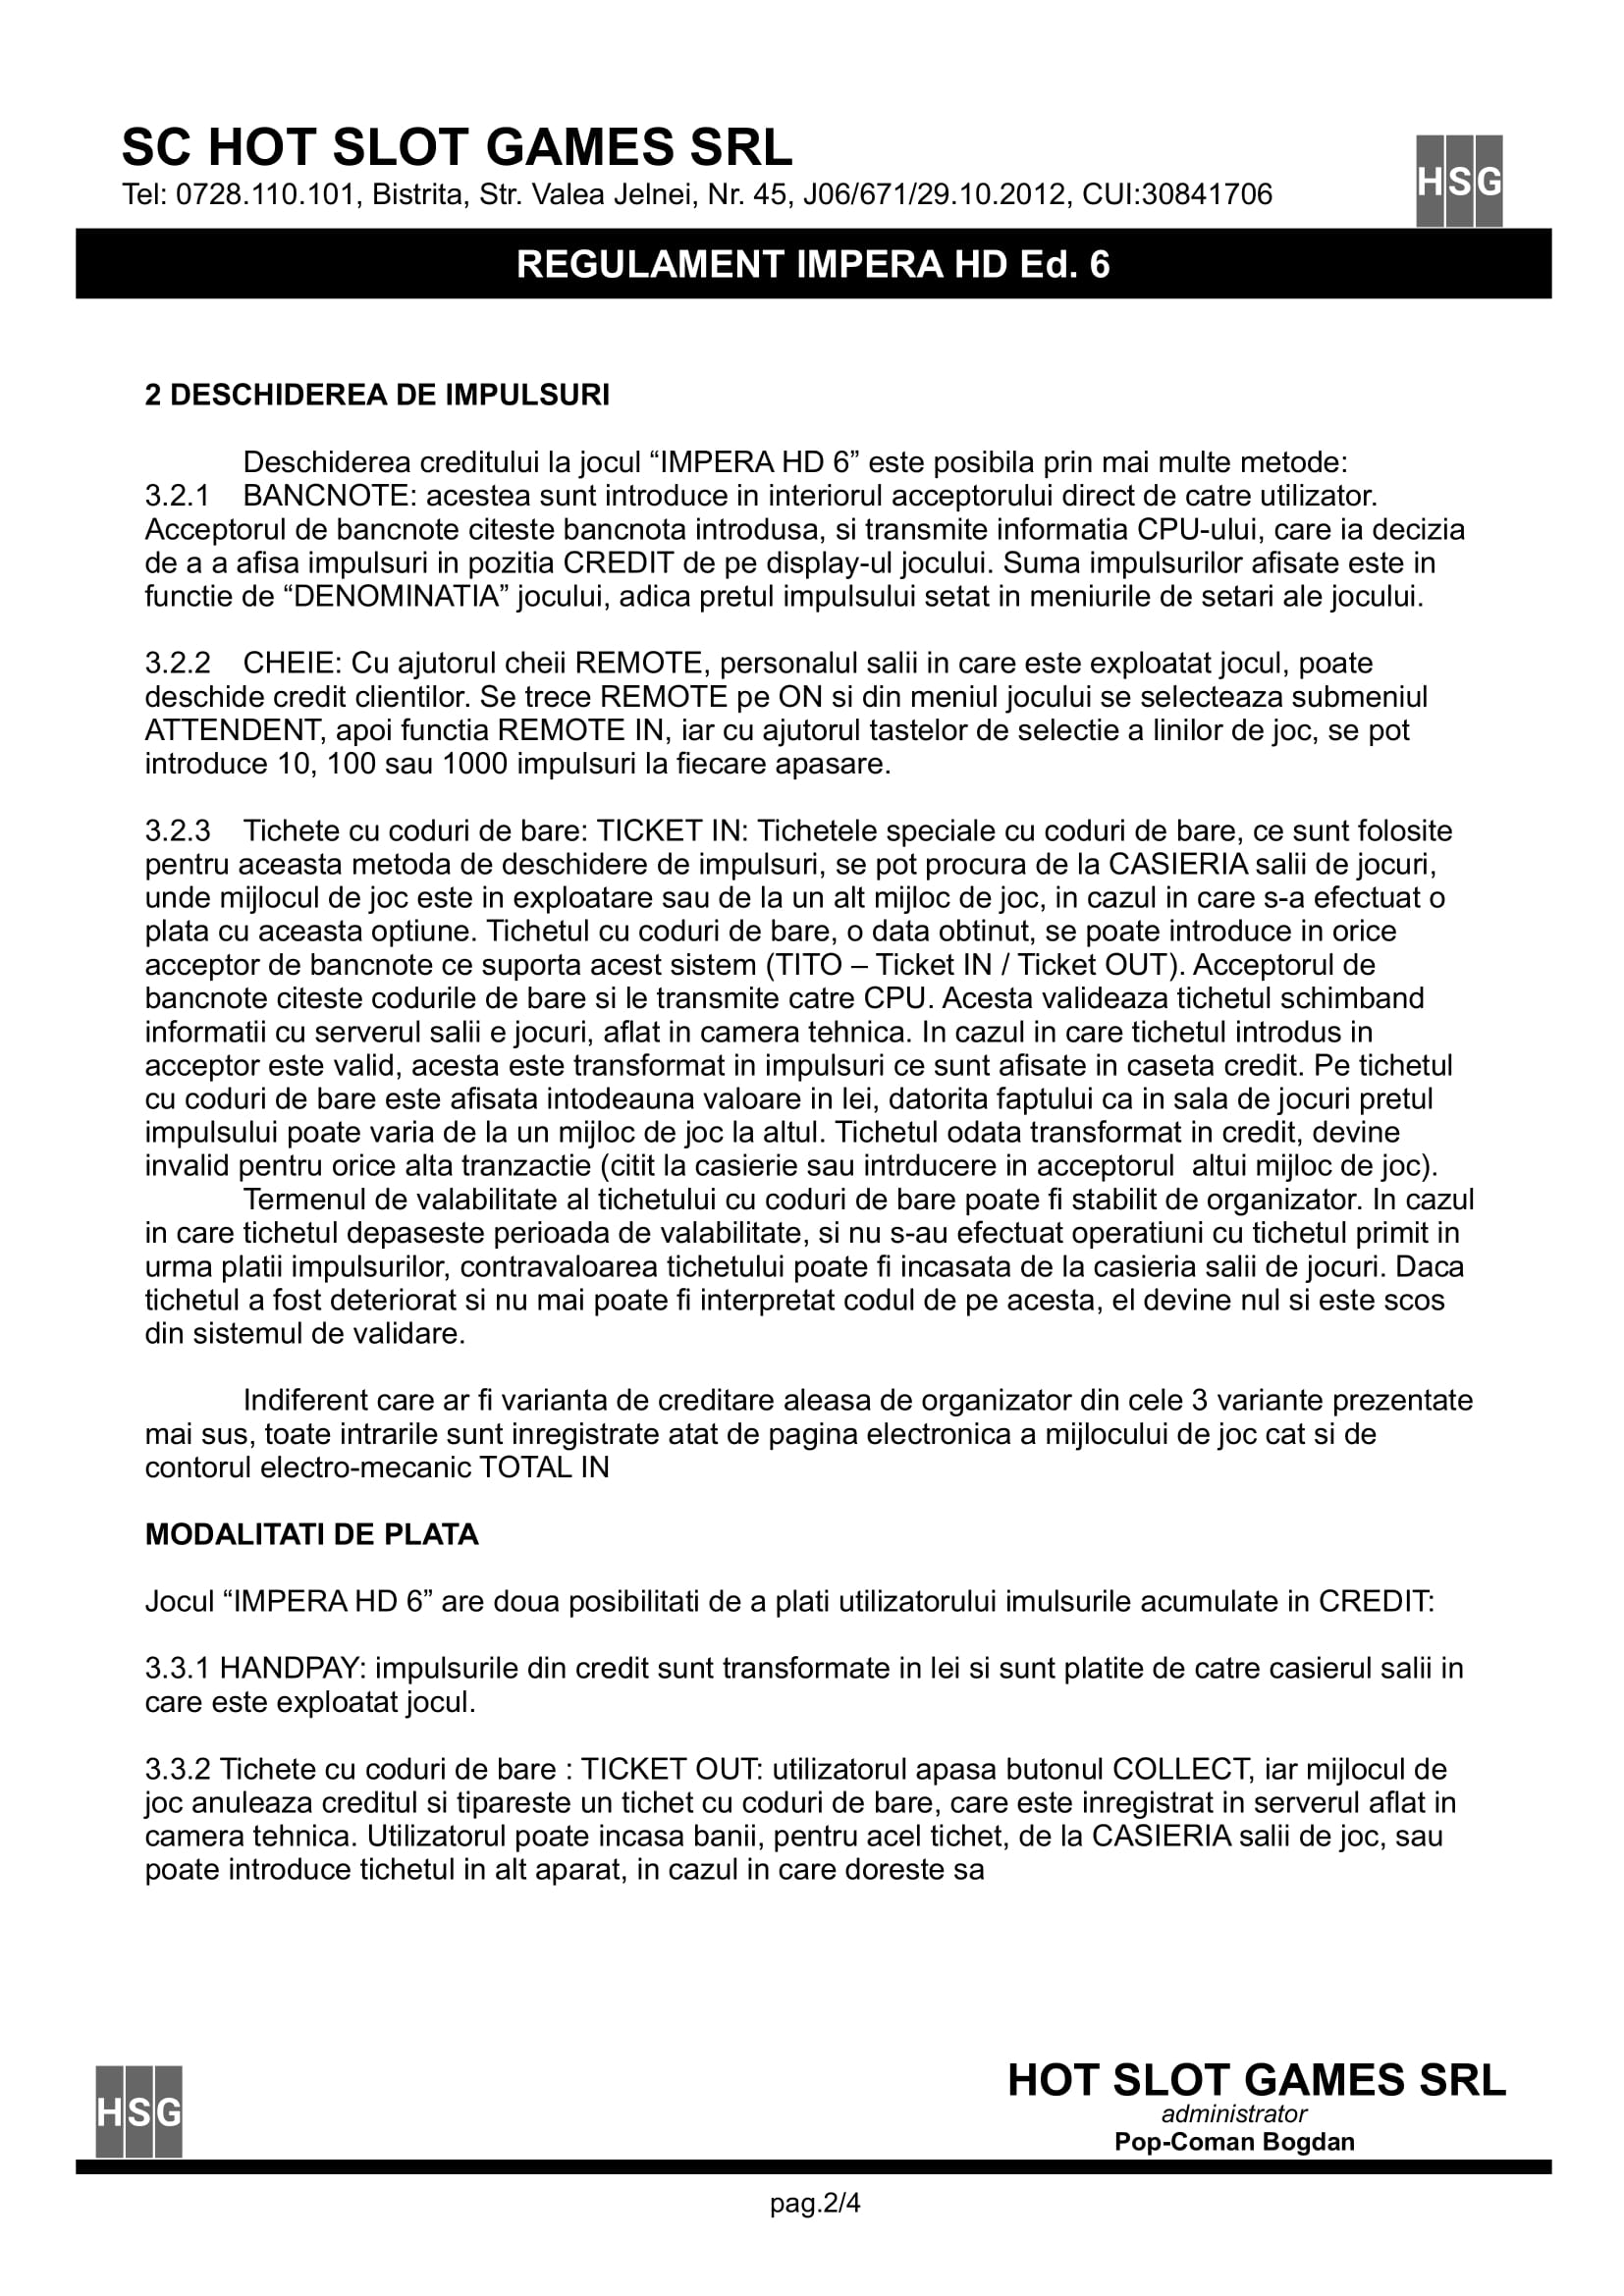 SC HOT SLOT GAMES SRL
Tel: 0728.110.101, Bistrita, Str. Valea Jelnei, Nr. 45, J06/671/29.10.2012, CUI:30841706
HSG
REGULAMENT IMPERA HD Ed. 6
2 DESCHIDEREA DE IMPULSURI
Deschiderea creditului la jocul “IMPERA HD 6” este posibila prin mai multe metode:
3.2.1 BANCNOTE: acestea sunt introduce in interiorul acceptorului direct de catre utilizator.
Acceptorul de bancnote citeste bancnota introdusa, si transmite informatia CPU-ului, care ia decizia
de a a afisa impulsuri in pozitia CREDIT de pe display-ul jocului. Suma impulsurilor afisate este in
functie de “DENOMINATIA” jocului, adica pretul impulsului setat in meniurile de setari ale jocului.
3.2.2 CHEIE: Cu ajutorul cheii REMOTE, personalul salii in care este exploatat jocul, poate
deschide credit clientilor. Se trece REMOTE pe ON si din meniul jocului se selecteaza submeniul
ATTENDENT, apoi functia REMOTE IN, iar cu ajutorul tastelor de selectie a linilor de joc, se pot
introduce 10, 100 sau 1000 impulsuri la fiecare apasare.
3.2.3 Tichete cu coduri de bare: TICKET IN: Tichetele speciale cu coduri de bare, ce sunt folosite
pentru aceasta metoda de deschidere de impulsuri, se pot procura de la CASIERIA salii de jocuri,
unde mijlocul de joc este in exploatare sau de la un alt mijloc de joc, in cazul in care s-a efectuat o
plata cu aceasta optiune. Tichetul cu coduri de bare, o data obtinut, se poate introduce in orice
acceptor de bancnote ce suporta acest sistem (TITO – Ticket IN / Ticket OUT). Acceptorul de
bancnote citeste codurile de bare si le transmite catre CPU. Acesta valideaza tichetul schimband
informatii cu serverul salii e jocuri, aflat in camera tehnica. In cazul in care tichetul introdus in
acceptor este valid, acesta este transformat in impulsuri ce sunt afisate in caseta credit. Pe tichetul
cu coduri de bare este afisata intodeauna valoare in lei, datorita faptului ca in sala de jocuri pretul
impulsului poate varia de la un mijloc de joc la altul. Tichetul odata transformat in credit, devine
invalid pentru orice alta tranzactie (citit la casierie sau intrducere in acceptorul altui mijloc de joc).
Termenul de valabilitate al tichetului cu coduri de bare poate fi stabilit de organizator. In cazul
in care tichetul depaseste perioada de valabilitate, si nu s-au efectuat operatiuni cu tichetul primit in
urma platii impulsurilor, contravaloarea tichetului poate fi incasata de la casieria salii de jocuri. Daca
tichetul a fost deteriorat si nu mai poate fi interpretat codul de pe acesta, el devine nul si este scos
din sistemul de validare.
Indiferent care ar fi varianta de creditare aleasa de organizator din cele 3 variante prezentate
mai sus, toate intrarile sunt inregistrate atat de pagina electronica a mijlocului de joc cat si de
contorul electro-mecanic TOTAL IN
MODALITATI DE PLATA
Jocul “IMPERA HD 6” are doua posibilitati de a plati utilizatorului imulsurile acumulate in CREDIT:
3.3.1 HANDPAY: impulsurile din credit sunt transformate in lei si sunt platite de catre casierul salii in
care este exploatat jocul.
3.3.2 Tichete cu coduri de bare : TICKET OUT: utilizatorul apasa butonul COLLECT, iar mijlocul de
joc anuleaza creditul si tipareste un tichet cu coduri de bare, care este inregistrat in serverul aflat in
camera tehnica. Utilizatorul poate incasa banii, pentru acel tichet, de la CASIERIA salii de joc, sau
poate introduce tichetul in alt aparat, in cazul in care doreste sa
HSG
HOT SLOT GAMES SRL
administrator
Pop-Coman Bogdan
pag.2/4